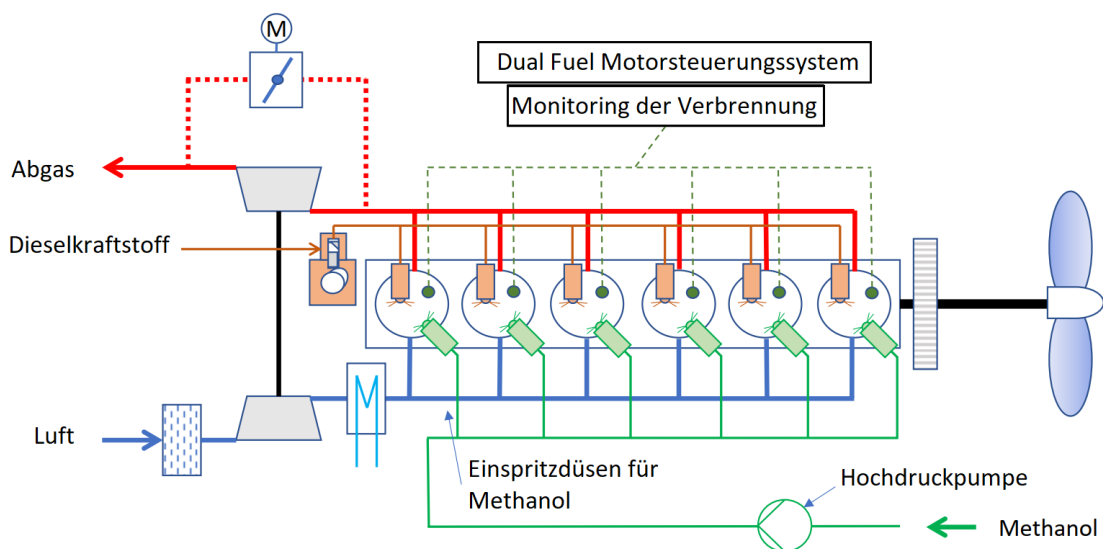 M
Dual Fuel Motorsteuerungssystem
Monitoring der Verbrennung
Abgas
Dieselkraftstoff
Luft
Einspritzdüsen für
Methanol
Hochdruckpumpe
Methanol